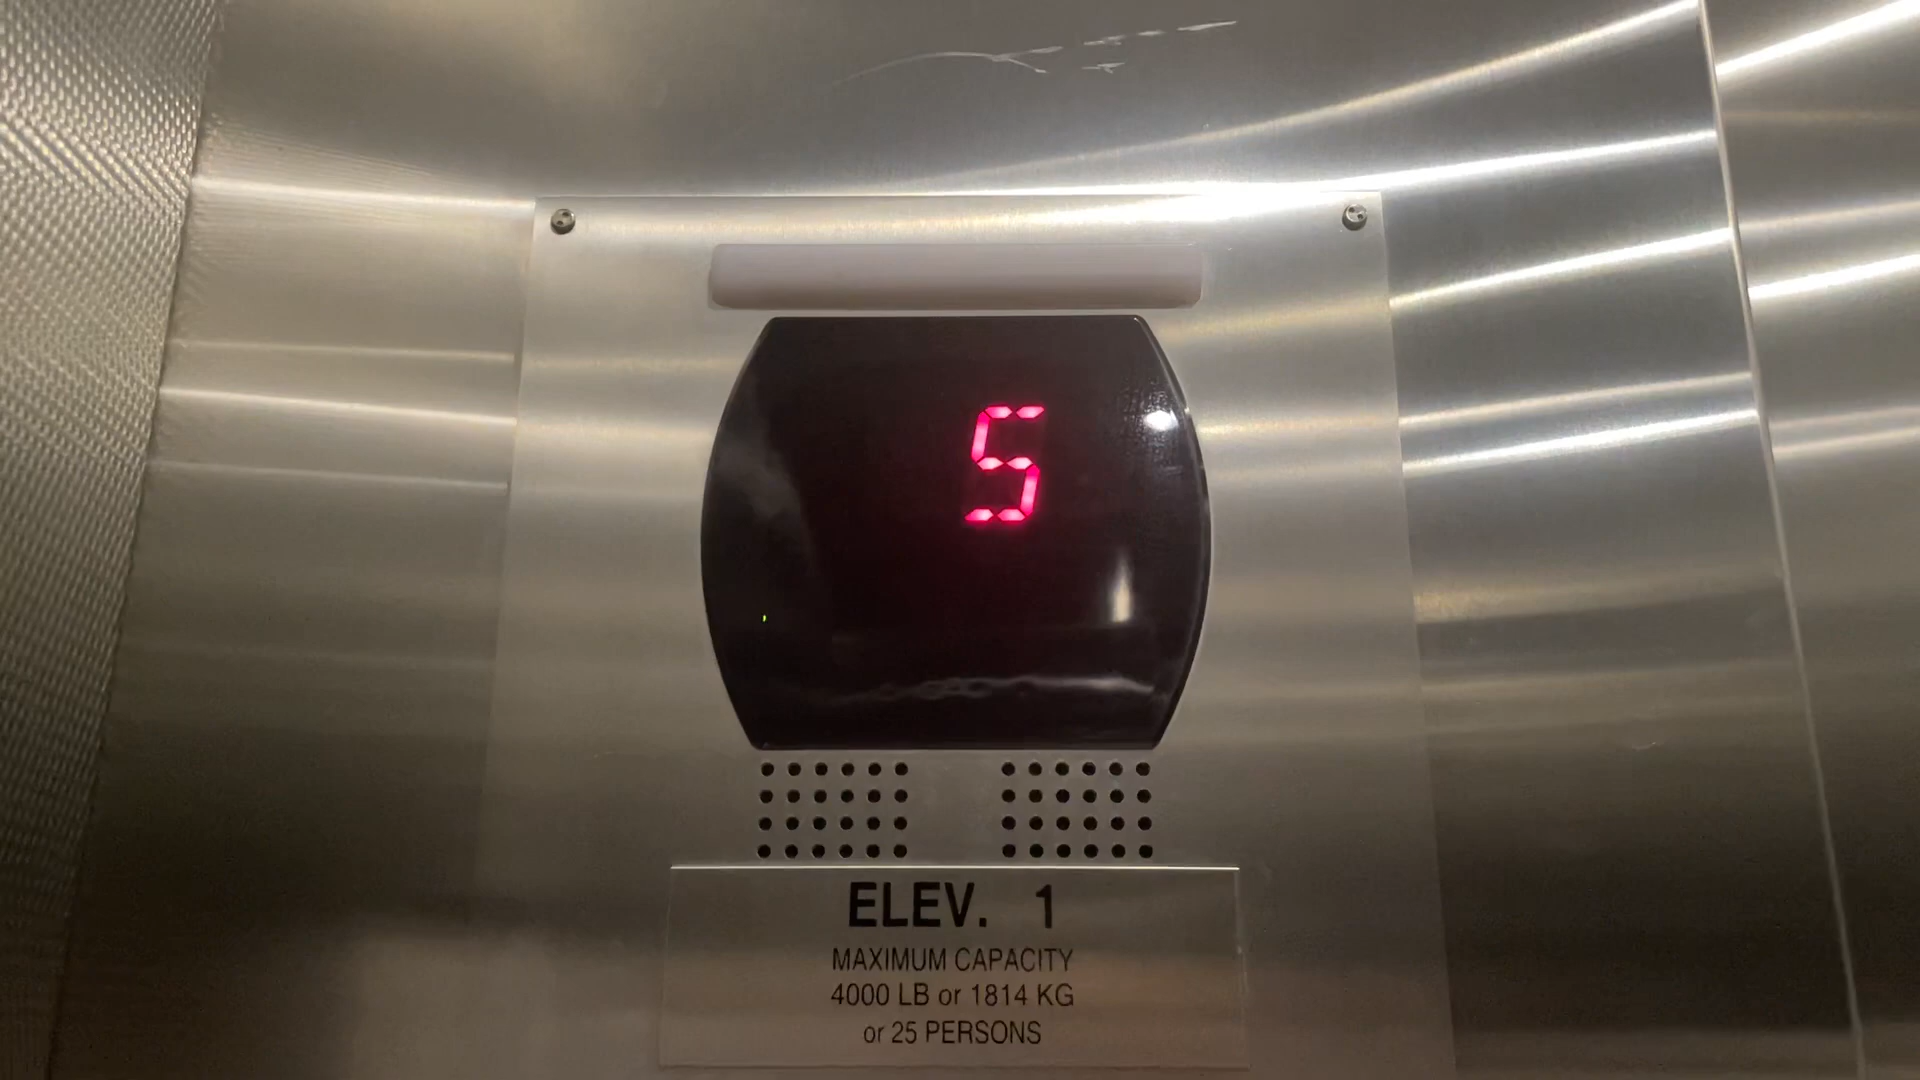 5
ELEV. 1
MAXIMUM CAPACITY
4000 LB or 1814 KG
or 25 PERSONS